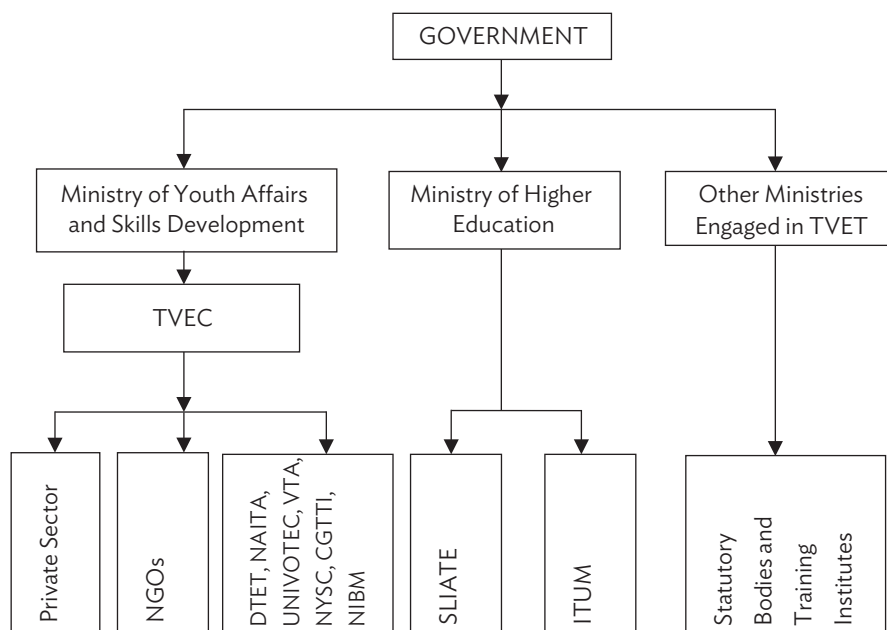 GOVERNMENT
Ministry of Youth Affairs
and Skills Development
Ministry of Higher
Education
Other Ministries
Engaged in TVET
TVEC
Private Sector
NGOs
DTET, NAITA,
UNIVOTEC, VTA,
NYSC, CGTTI,
NIBM
SLIATE
ITUM
Statutory
Bodies and
Training
Institutes